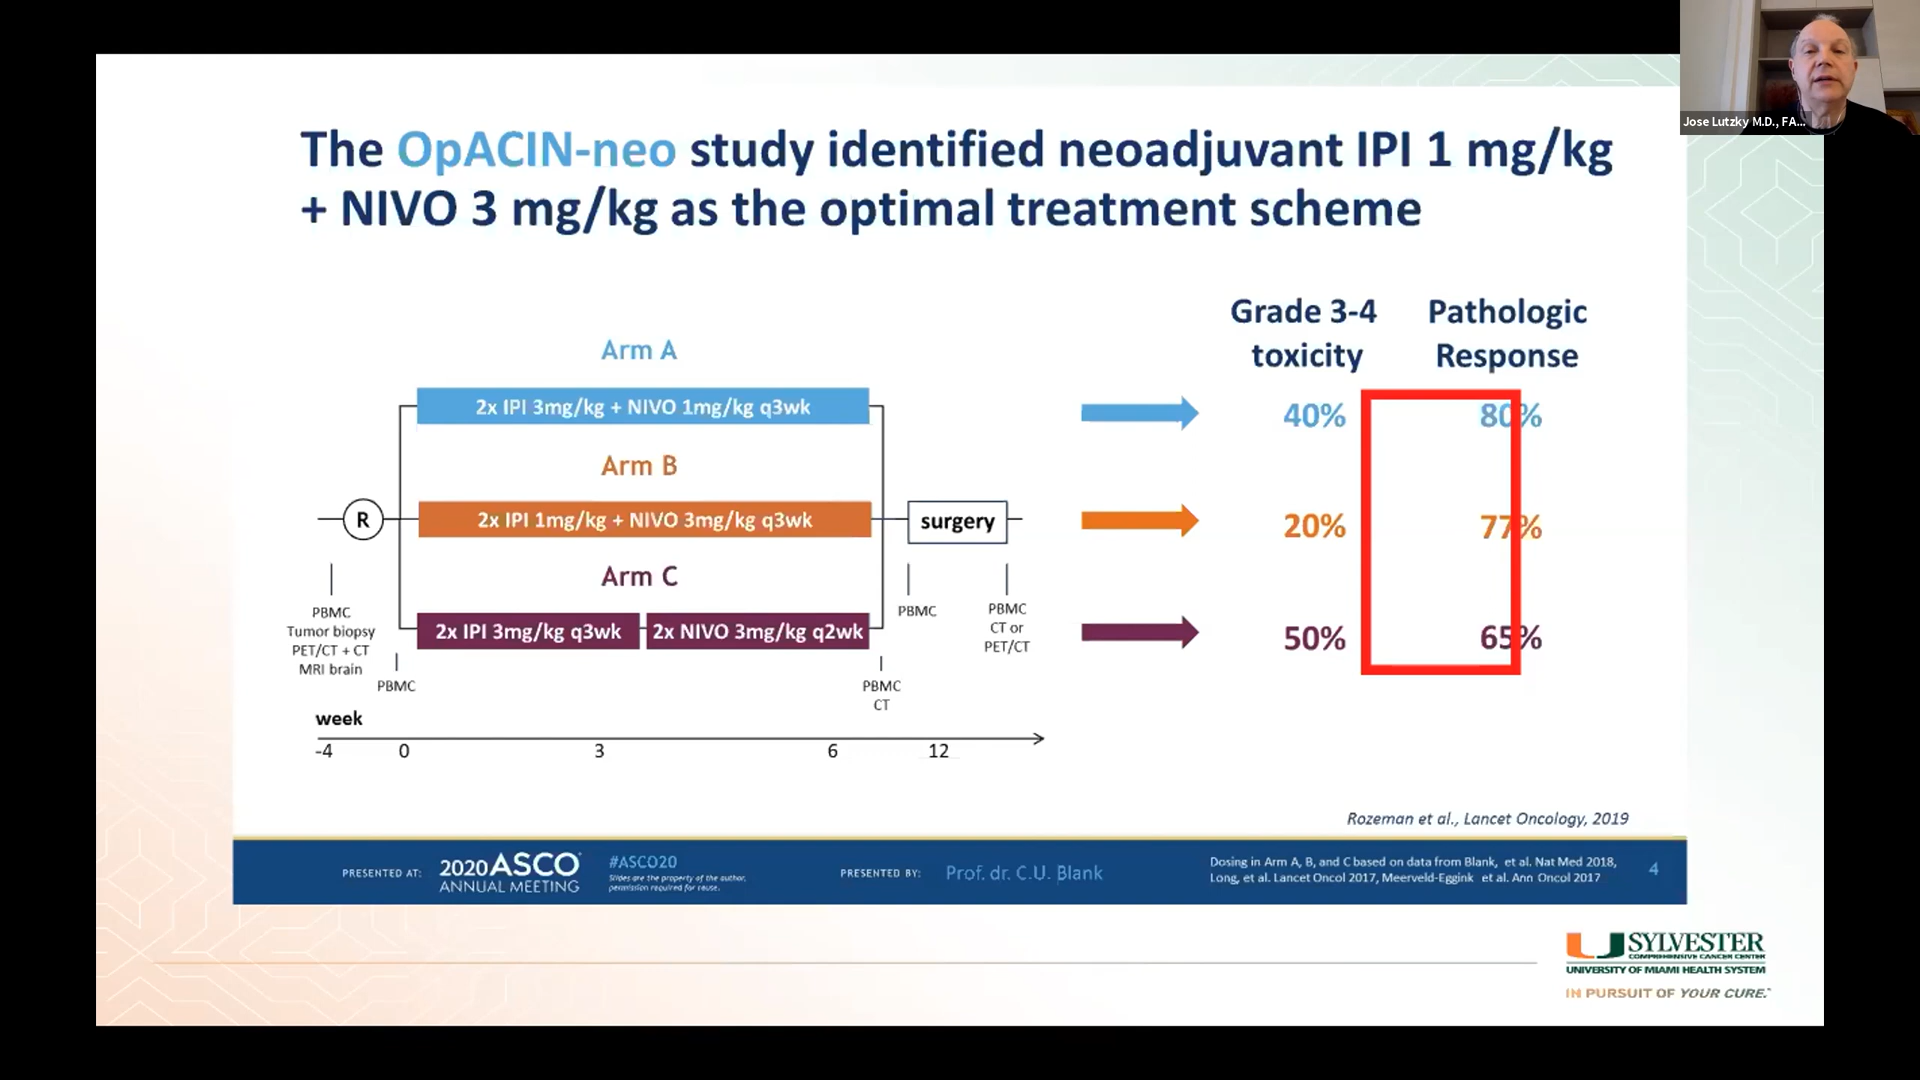 Jose Lutzky M.D., FA...
The OpACIN-neo study identified neoadjuvant IPI 1 mg/kg
+ NIVO 3 mg/kg as the optimal treatment scheme
Grade 3-4
toxicity
Pathologic
Response
Arm A
2x IPI 3mg/kg + NIVO 1mg/kg q3wk
40%
80%
Arm B
R
2x IPI 1mg/kg + NIVO 3mg/kg q3wk
surgery
20%
77%
Arm C
2x IPI 3mg/kg q3wk
2x NIVO 3mg/kg q2wk
50%
65%
PBMC
Tumor biopsy
PET/CT + CT
MRI brain
PBMC
PBMC
CT
PBMC
PBMC
CT or
PET/CT
week
-4
0
3
6
12
Rozeman et al., Lancet Oncology, 2019
PRESENTED AT:
2020 ASCO
ANNUAL MEETING
#ASCO20
Slides are the property of the author,
permission required for reuse.
PRESENTED BY:
Prof. dr. C.U. Blank
Dosing in Arm A, B, and C based on data from Blank, et al. Nat Med 2018,
Long, et al. Lancet Oncol 2017, Meerveld-Eggink et al. Ann Oncol 2017
4
SYLVESTER
COMPREHENSIVE CANCER CENTER
UNIVERSITY OF MIAMI HEALTH SYSTEM
IN PURSUIT OF YOUR CURE.™